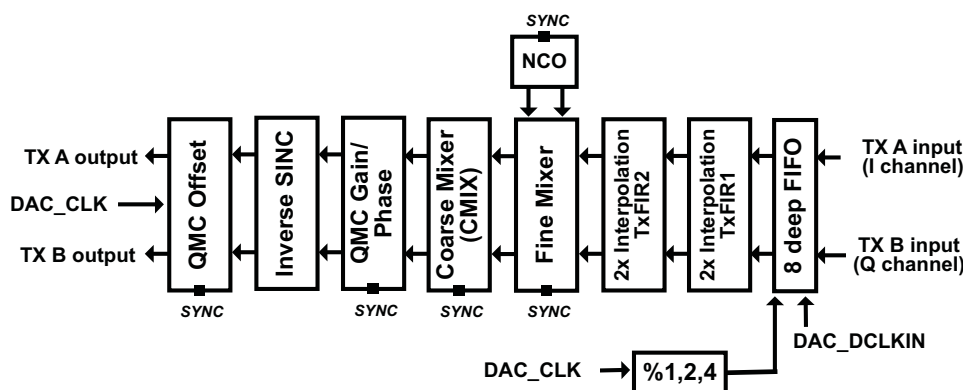 SYNC
NCO
TX A output
DAC_CLK
TX B output
QMC Offset
Inverse SINC
QMC Gain/
Phase
Coarse Mixer
(CMIX)
Fine Mixer
2x Interpolation
TxFIR2
2x Interpolation
TxFIR1
8 deep FIFO
TX A input
(I channel)
TX B input
(Q channel)
SYNC
SYNC
SYNC
SYNC
DAC_DCLKIN
DAC_CLK
%1,2,4